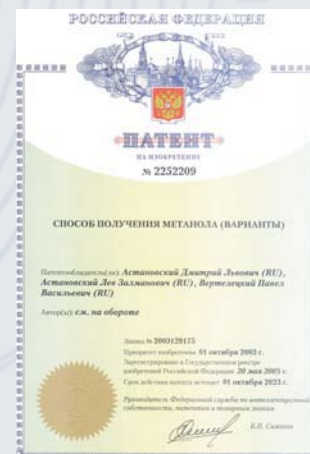 РОССИЙСКАЯ ФЕДЕРАЦИЯ
ПАТЕНТ
НА ИЗОБРЕТЕНИЕ
№ 2252209
СПОСОБ ПОЛУЧЕНИЯ МЕТАНОЛА (ВАРИАНТЫ)
Патентообладатель(ли): Астановский Дмитрий Львович (RU),
Астановский Лев Залманович (RU), Вертелецкий Павел
Васильевич (RU)
Автор(ы): см. на обороте
Заявка № 2003129175
Приоритет изобретения 01 октября 2003 г.
Зарегистрировано в Государственном реестре
изобретений Российской Федерации 20 мая 2005 г.
Срок действия патента истекает 01 октября 2023 г.
Руководитель Федеральной службы по интеллектуальной
собственности, патентам и товарным знакам
Б.П. Симонов